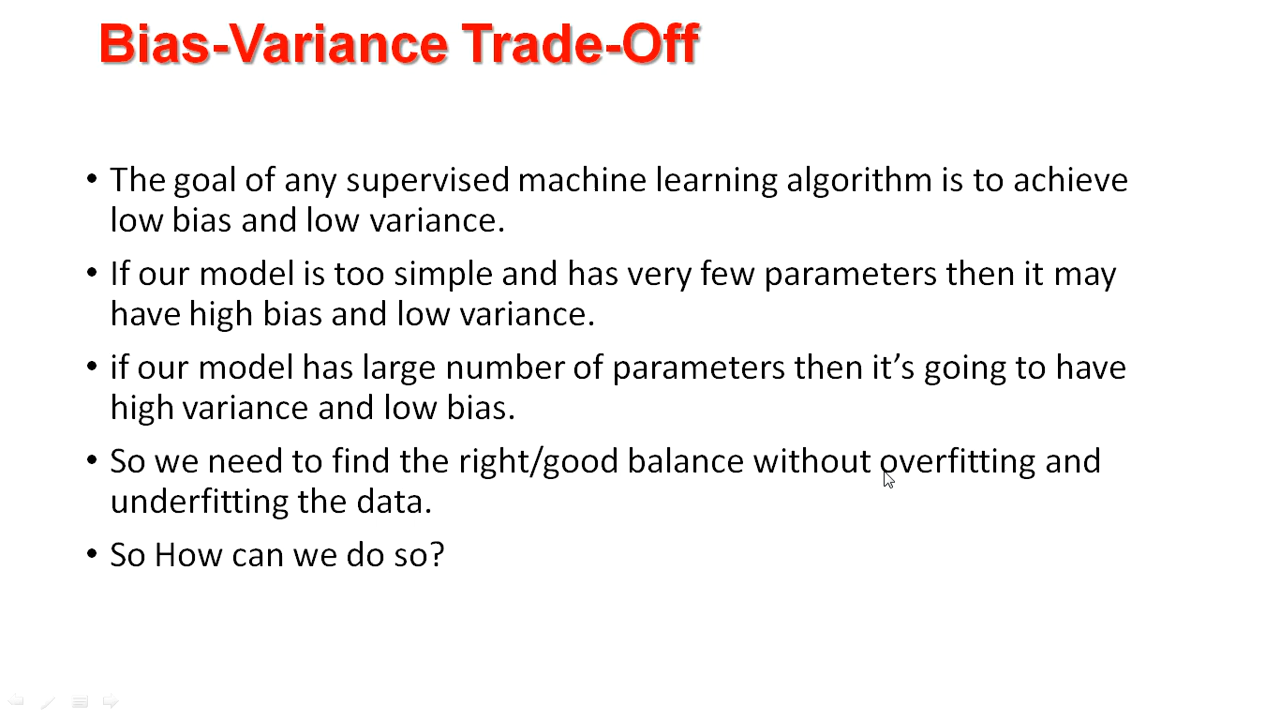 Bias-Variance Trade-Off
• The goal of any supervised machine learning algorithm is to achieve
low bias and low variance.
• If our model is too simple and has very few parameters then it may
have high bias and low variance.
• if our model has large number of parameters then it’s going to have
high variance and low bias.
• So we need to find the right/good balance without overfitting and
underfitting the data.
• So How can we do so?